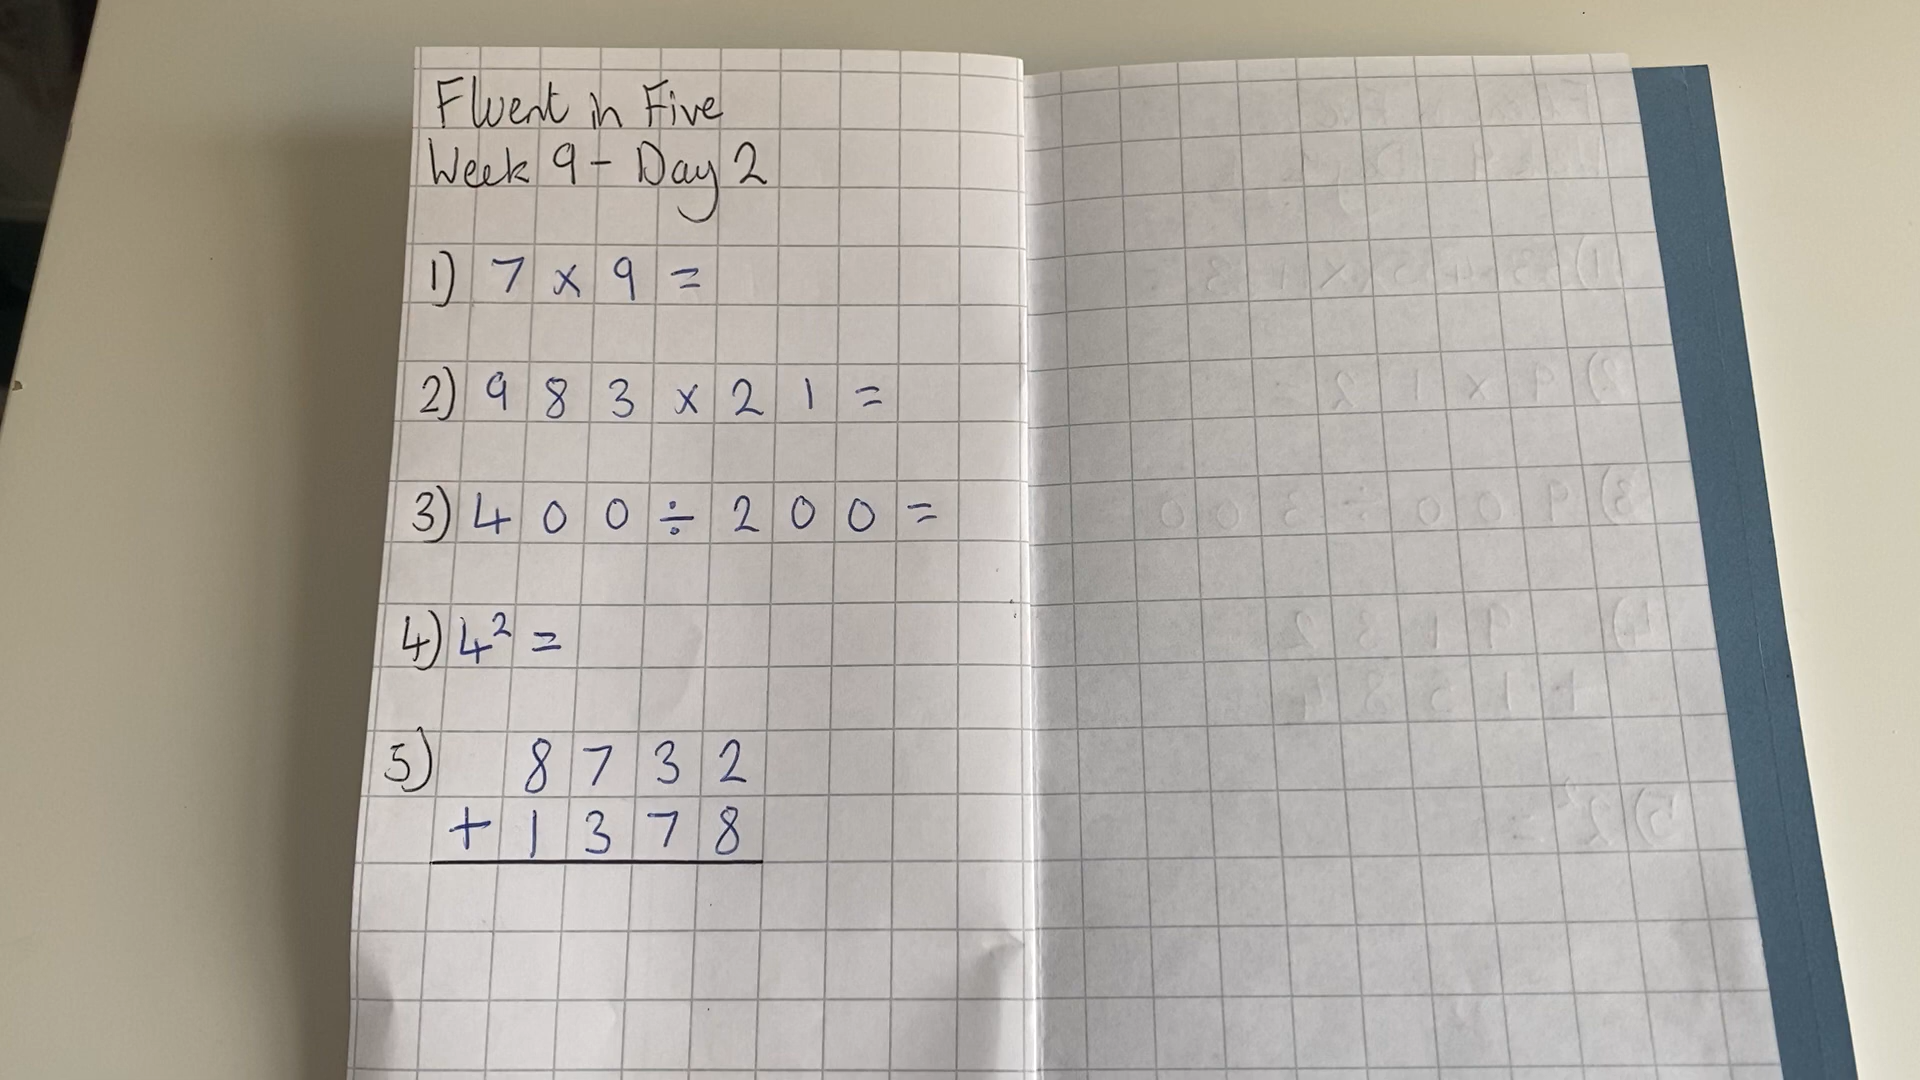 Fluent in Five
Week 9 - Day 2
1) 7 x 9 =
2) 983 x 21 =
3) 400 ÷ 200 =
4) 4² =
5) 8732
+ 1378